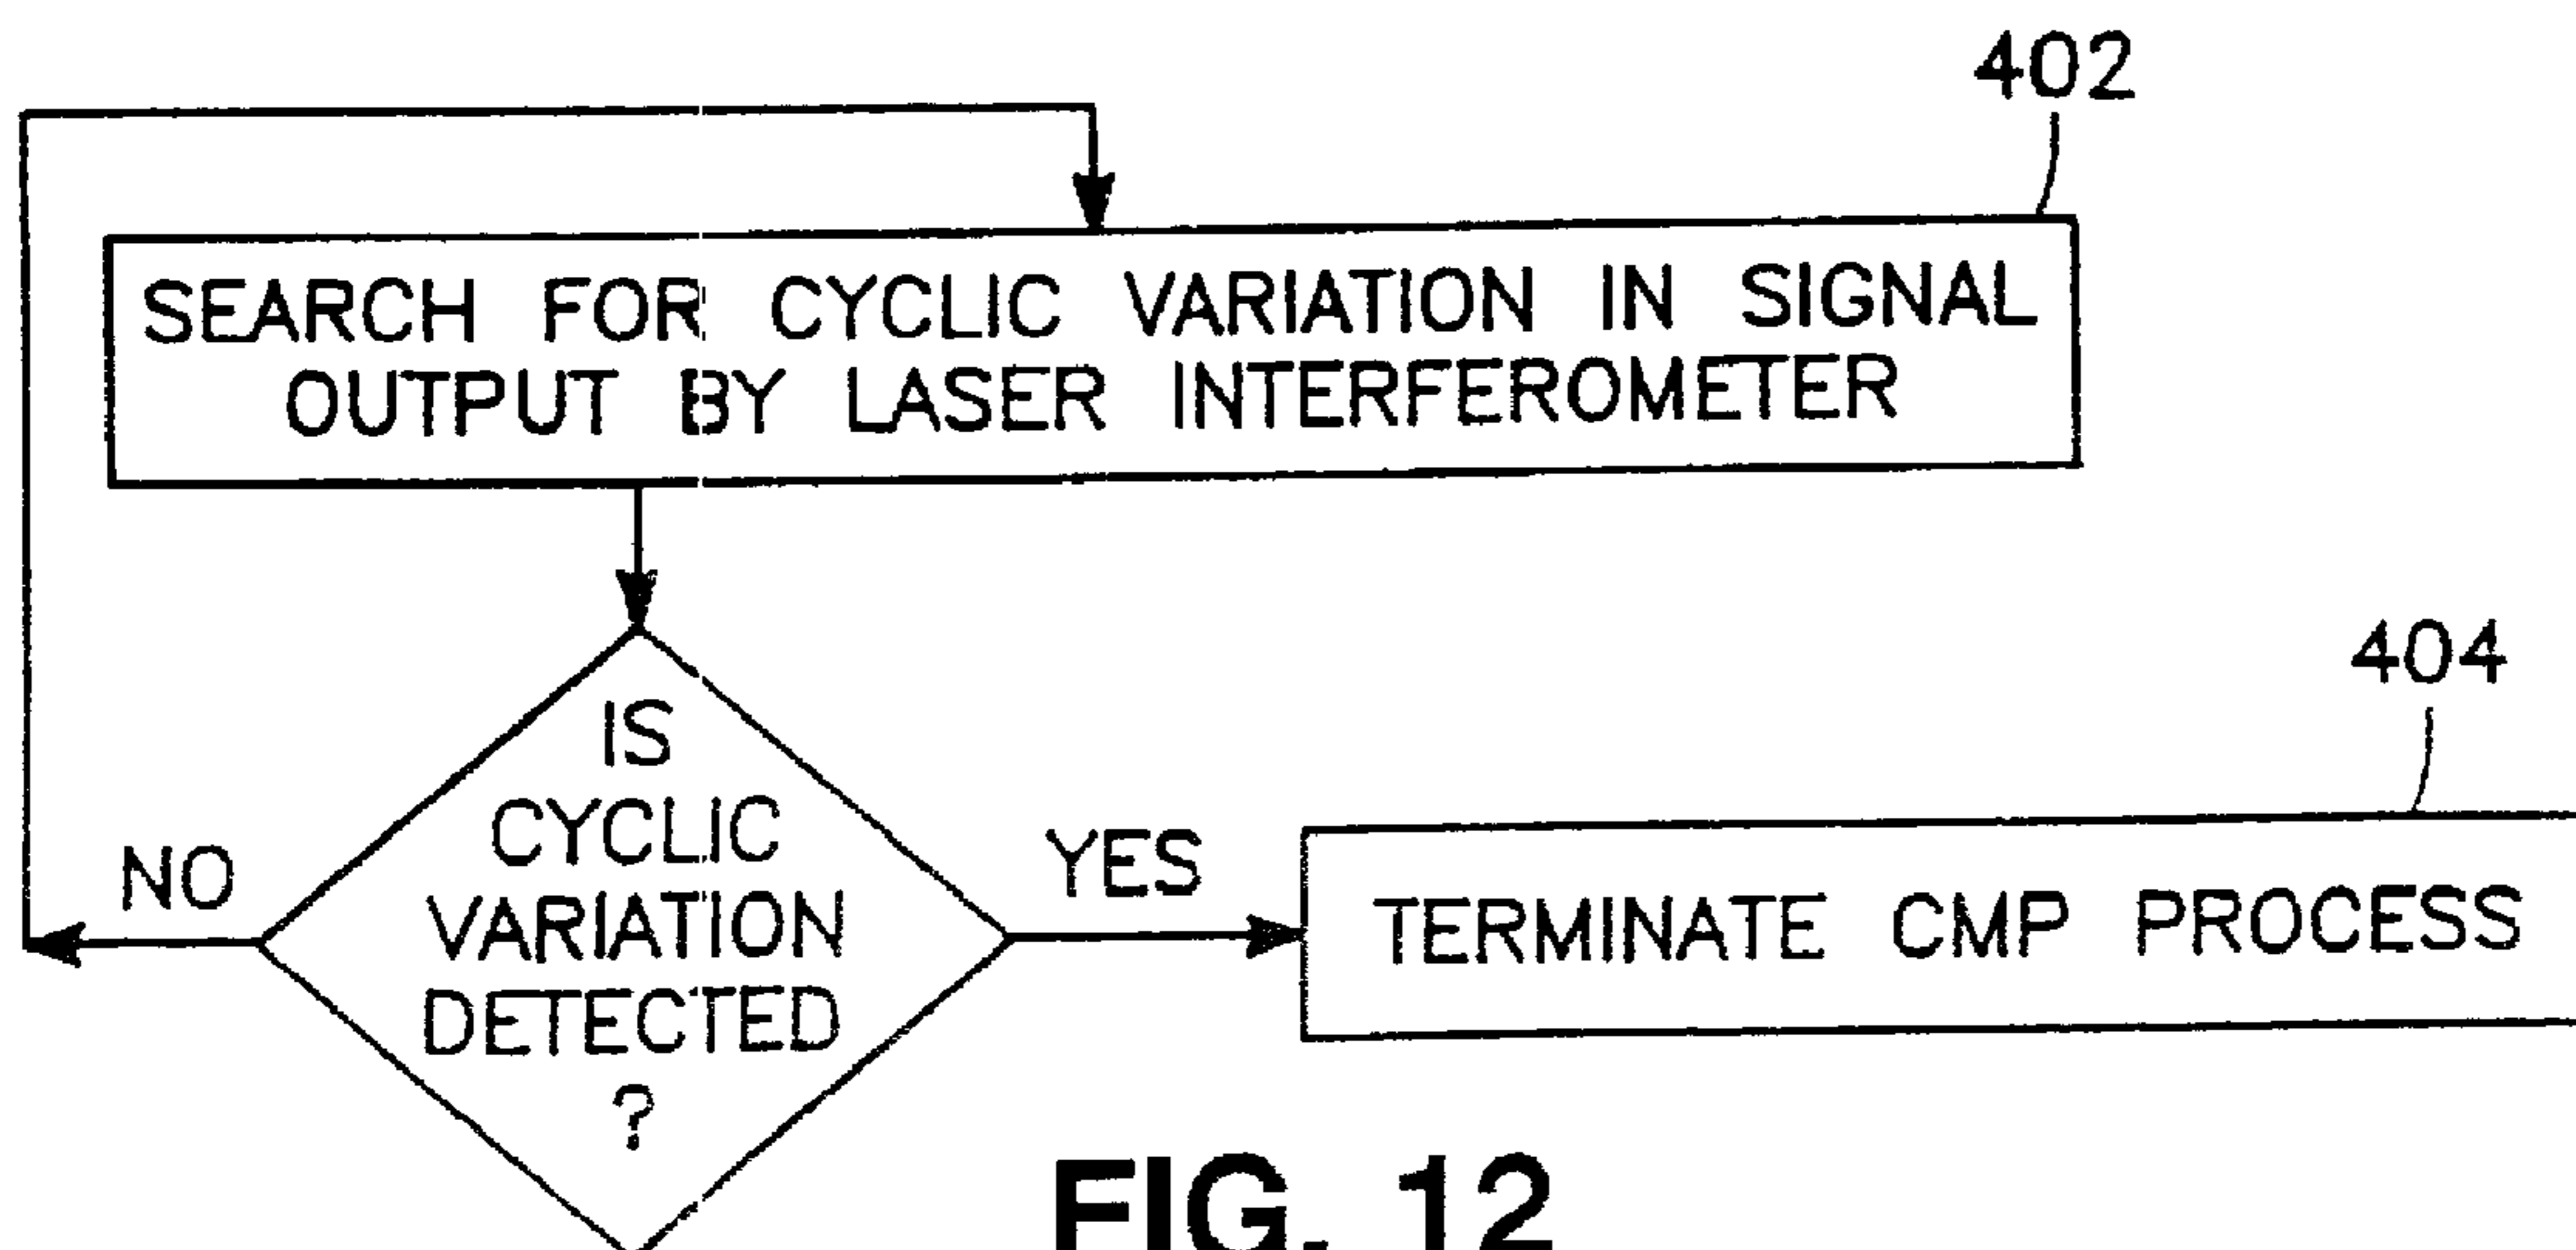 402
SEARCH FOR CYCLIC VARIATION IN SIGNAL
OUTPUT BY LASER INTERFEROMETER
404
IS
CYCLIC
VARIATION
DETECTED
?
NO
YES
TERMINATE CMP PROCESS
FIG. 12